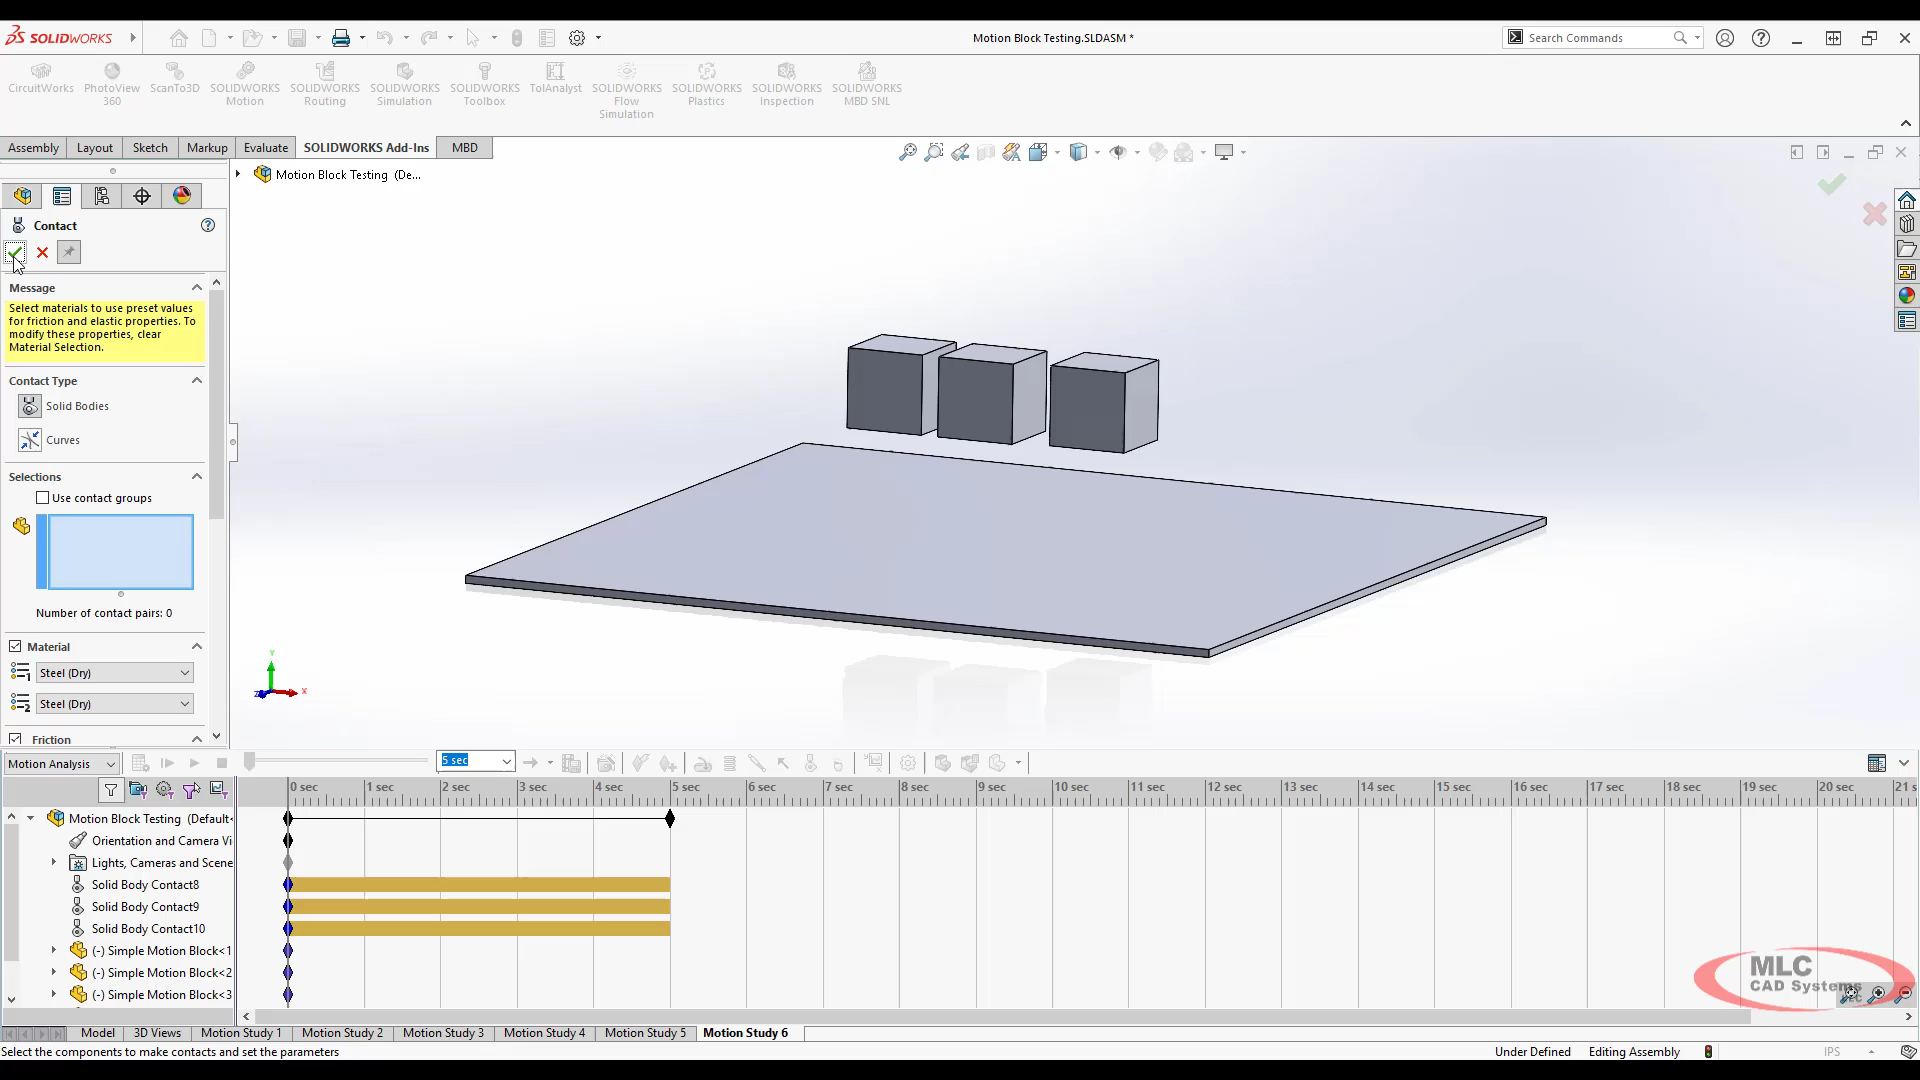 SOLIDWORKS
Motion Block Testing.SLDASM *
Search Commands
CircuitWorks
PhotoView
360
ScanTo3D
SOLIDWORKS
Motion
SOLIDWORKS
Routing
SOLIDWORKS
Simulation
SOLIDWORKS
Toolbox
TolAnalyst
SOLIDWORKS
Flow
Simulation
SOLIDWORKS
Plastics
SOLIDWORKS
Inspection
SOLIDWORKS
MBD SNL
Assembly
Layout
Sketch
Markup
Evaluate
SOLIDWORKS Add-Ins
MBD
Motion Block Testing (De...
Contact
Message
Select materials to use preset values
for friction and elastic properties. To
modify these properties, clear
Material Selection.
Contact Type
Solid Bodies
Curves
Selections
Use contact groups
Number of contact pairs: 0
Material
1
Steel (Dry)
2
Steel (Dry)
Friction
Y
Z
X
Motion Analysis
5 sec
0 sec
1 sec
2 sec
3 sec
4 sec
5 sec
6 sec
7 sec
8 sec
9 sec
10 sec
11 sec
12 sec
13 sec
14 sec
15 sec
16 sec
17 sec
18 sec
19 sec
20 sec
21 s
Motion Block Testing (Default<
Orientation and Camera Vi
Lights, Cameras and Scene
Solid Body Contact8
Solid Body Contact9
Solid Body Contact10
(-) Simple Motion Block<1
(-) Simple Motion Block<2
(-) Simple Motion Block<3
MLC
CAD Systems
Model
3D Views
Motion Study 1
Motion Study 2
Motion Study 3
Motion Study 4
Motion Study 5
Motion Study 6
Select the components to make contacts and set the parameters
Under Defined
Editing Assembly
IPS